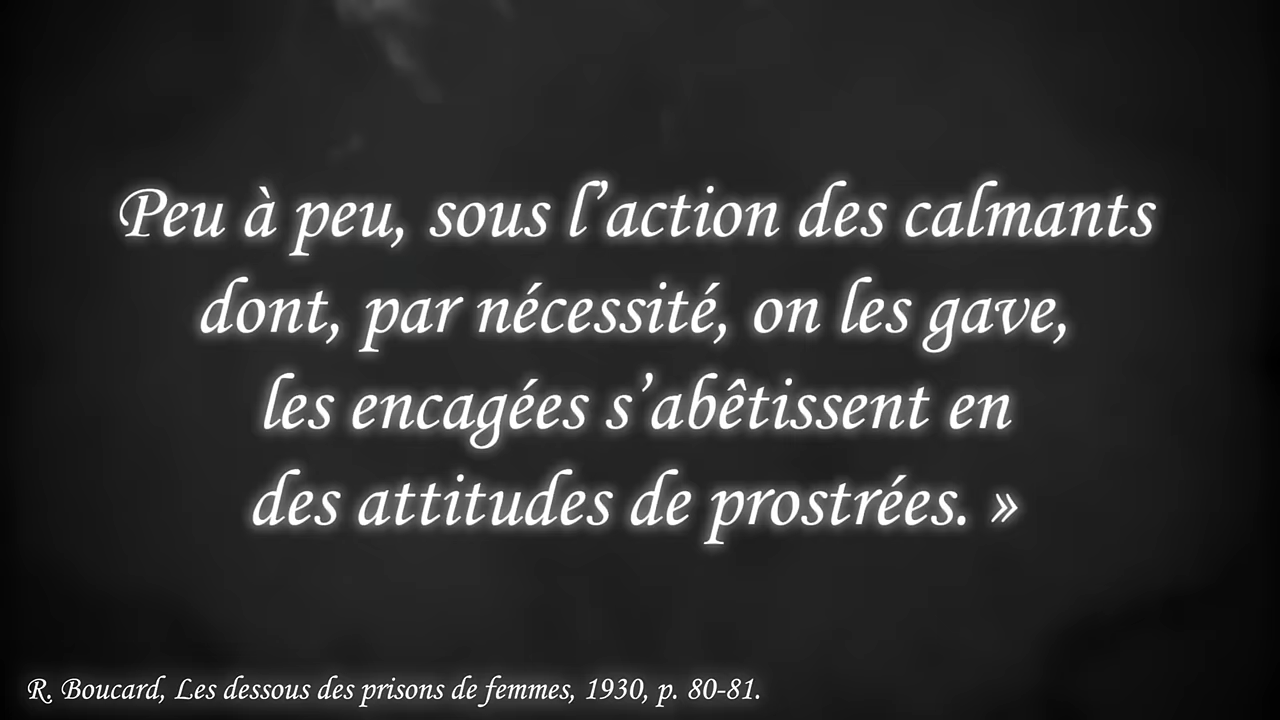 Peu à peu, sous l’action des calmants
dont, par nécessité, on les gave,
les encagées s’abêtissent en
des attitudes de prostrées. »
R. Boucard, Les dessous des prisons de femmes, 1930, p. 80-81.